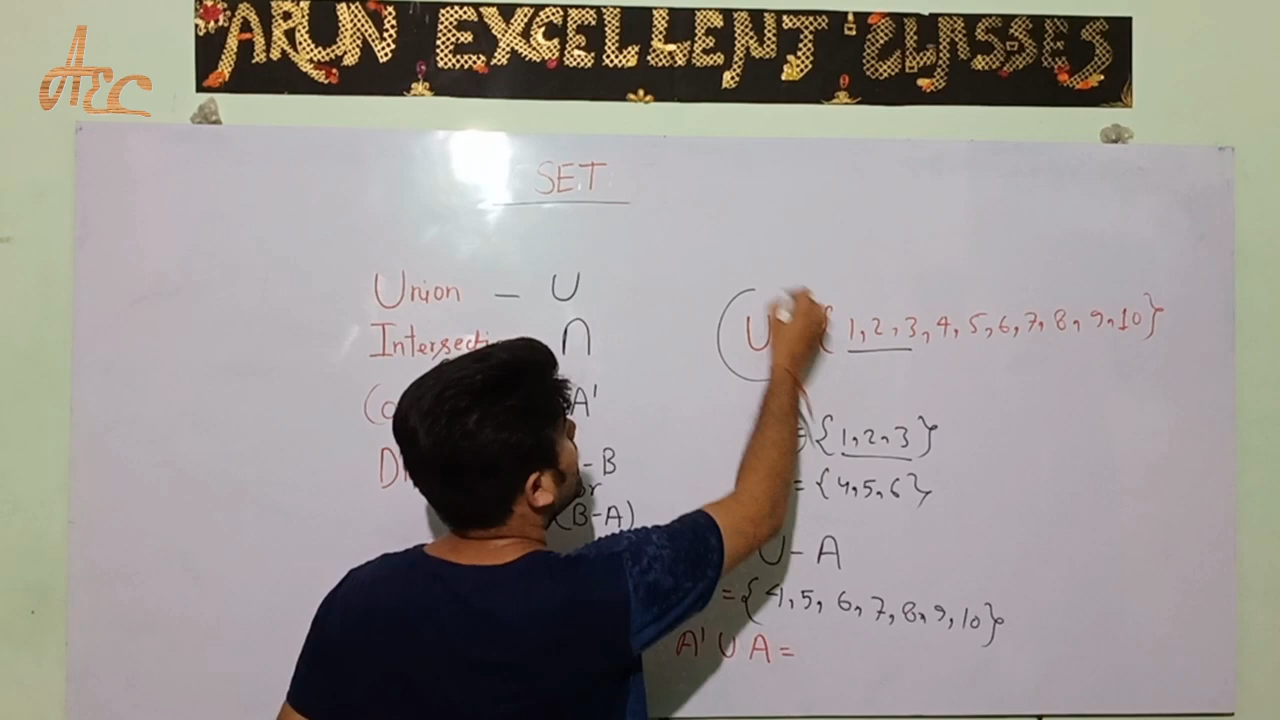 ARUN EXCELLENT CLASSES
SET
Union - U
Intersecti
∩
A'
- B
or
(B-A)
U { 1, 2, 3, 4, 5, 6, 7, 8, 9, 10}
= {1, 2, 3}
= {4, 5, 6}
U - A
= {4, 5, 6, 7, 8, 9, 10}
A' U A =